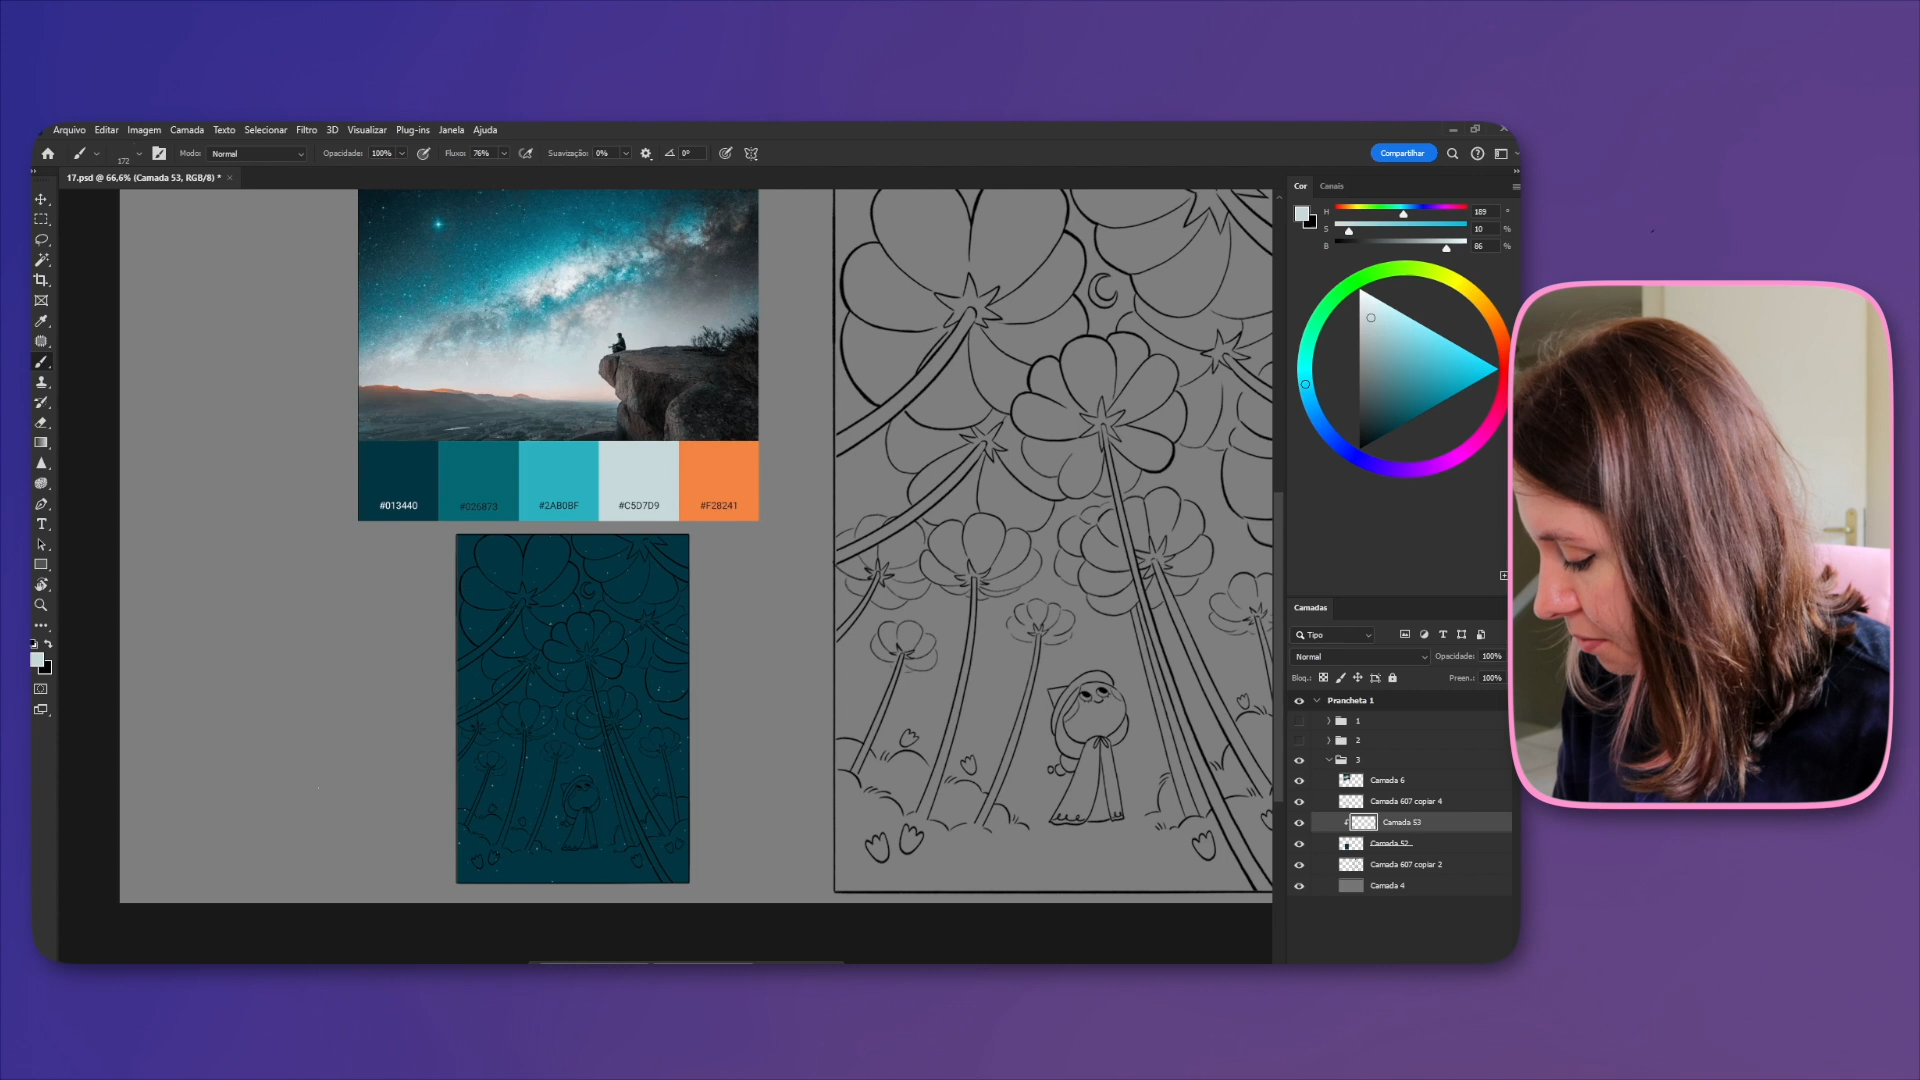 Arquivo Editar Imagem Camada Texto Selecionar Filtro 3D Visualizar Plug-ins Janela Ajuda
172 Modo: Normal Opacidade: 100% Fluxo: 76% Suavização: 0% 0° Compartilhar
17.psd @ 66,6% (Camada 53, RGB/8) * ×
Cor Canais
H 189 °
S 10 %
B 86 %
#013440 #026873 #2AB0BF #C5D7D9 #F28241
Camadas
Tipo
Normal Opacidade: 100%
Bloq.: Preen.: 100%
Prancheta 1
1
2
3
Camada 6
Camada 607 copiar 4
Camada 53
Camada 52
Camada 607 copiar 2
Camada 4